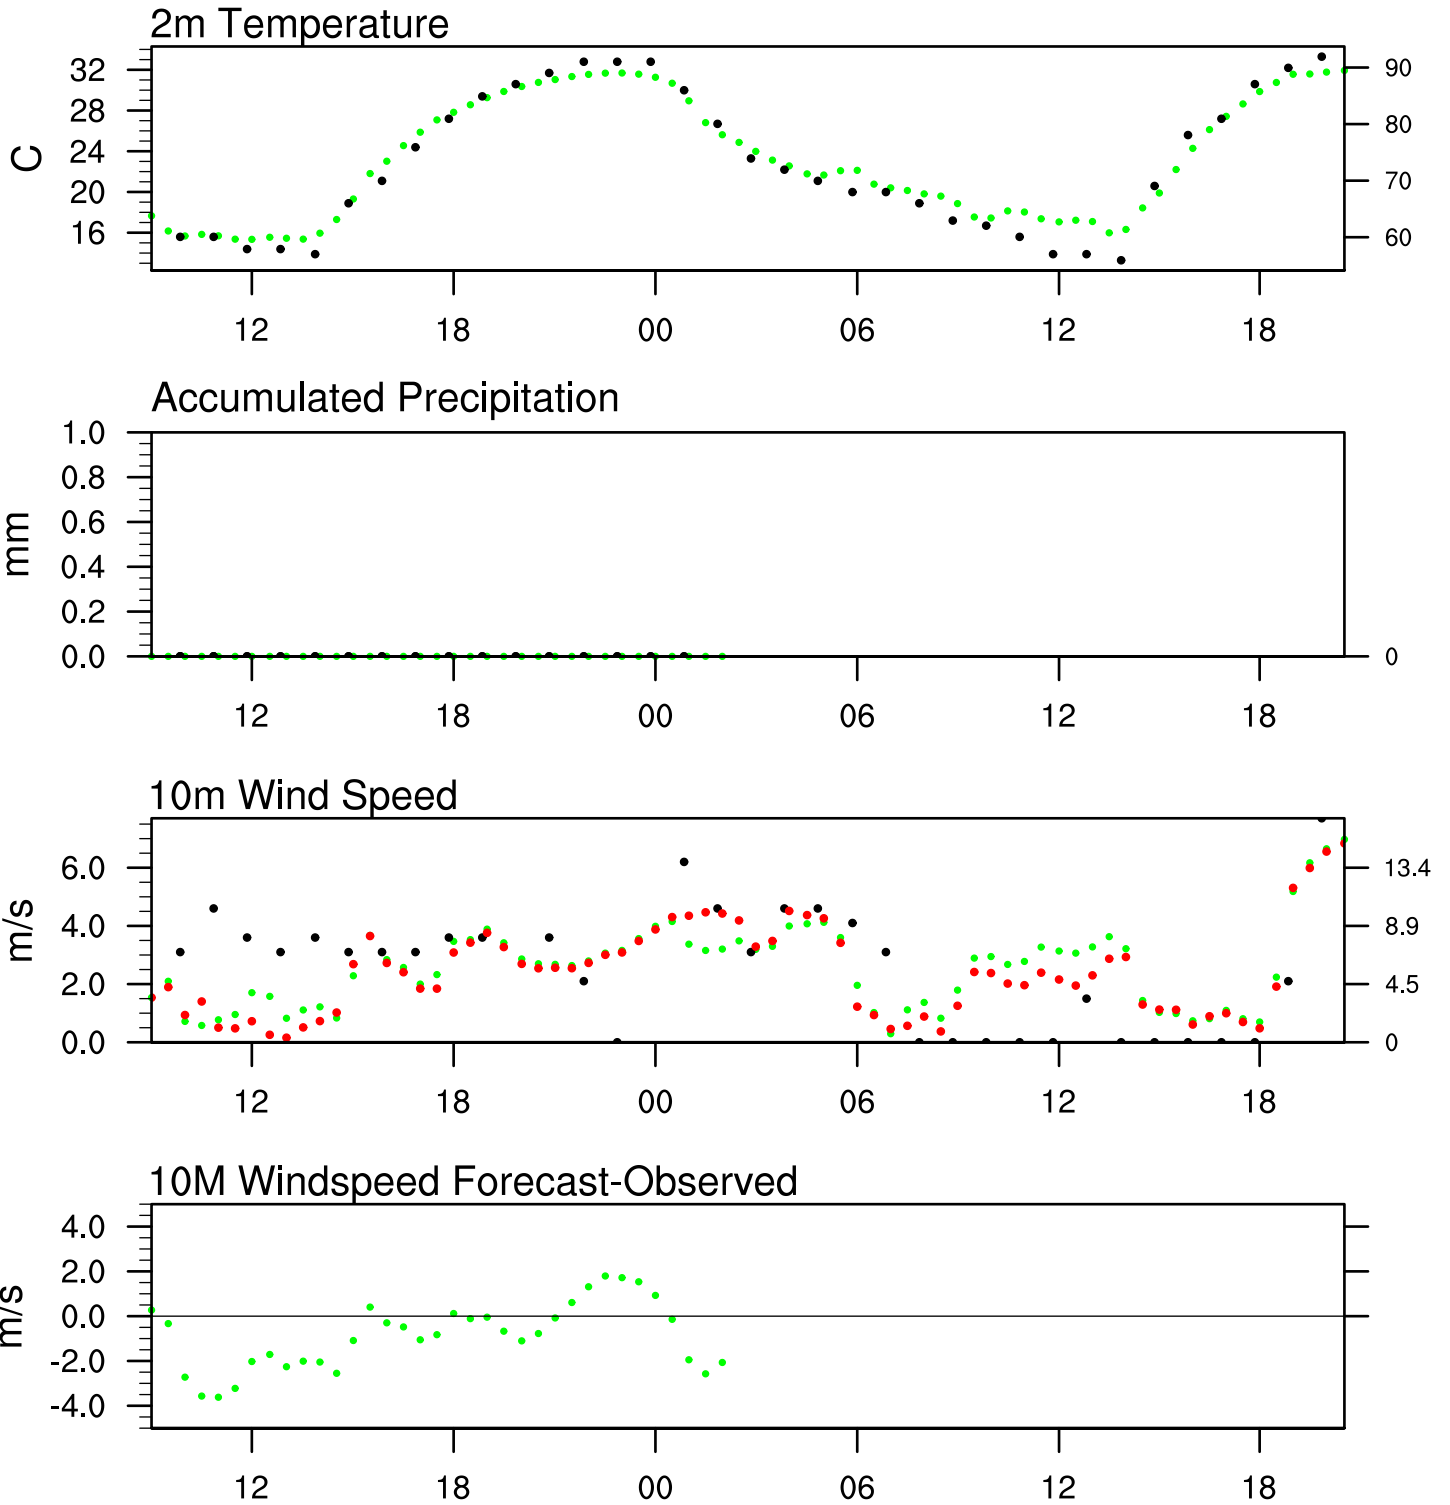 2m Temperature
32 90
28
24 80
C
20 70
16 60
12 18 00 06 12 18
Accumulated Precipitation
1.0
0.8
0.6
mm
0.4
0.2
0.0 0
12 18 00 06 12 18
10m Wind Speed
6.0 13.4
4.0 8.9
m/s
2.0 4.5
0.0 0
12 18 00 06 12 18
10M Windspeed Forecast-Observed
4.0
2.0
0.0
m/s
-2.0
-4.0
12 18 00 06 12 18